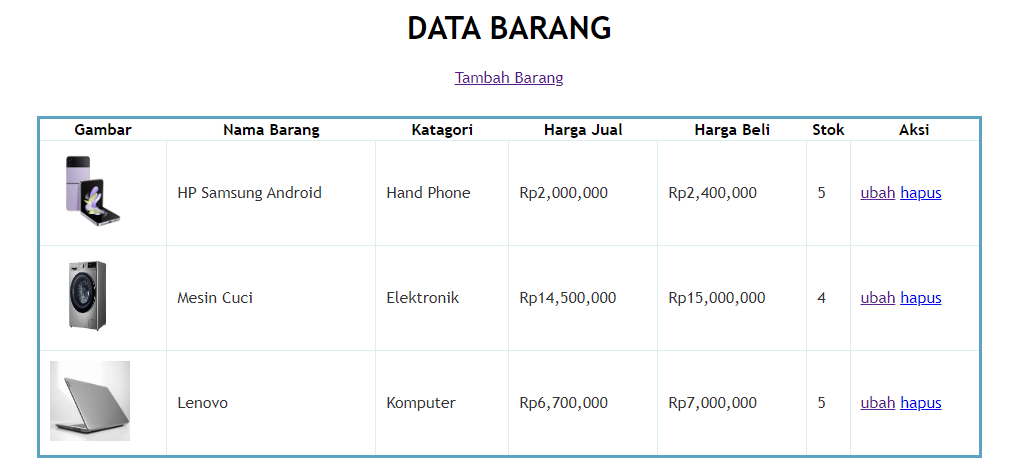 DATA BARANG
Tambah Barang
Gambar Nama Barang Katagori Harga Jual Harga Beli Stok Aksi
HP Samsung Android Hand Phone Rp2,000,000 Rp2,400,000 5 ubah hapus
Mesin Cuci Elektronik Rp14,500,000 Rp15,000,000 4 ubah hapus
Lenovo Komputer Rp6,700,000 Rp7,000,000 5 ubah hapus